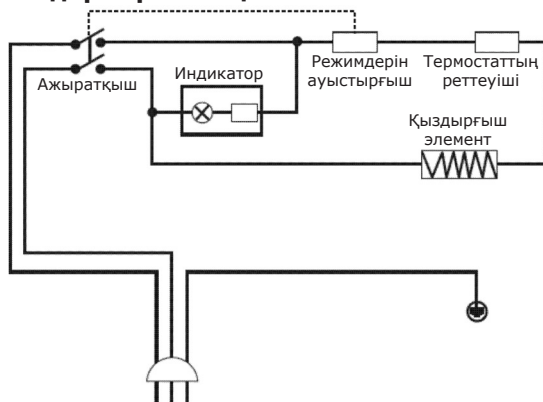 Ажыратқыш
Индикатор
Режимдерін
ауыстырғыш
Термостаттың
реттеуіші
Қыздырғыш
элемент